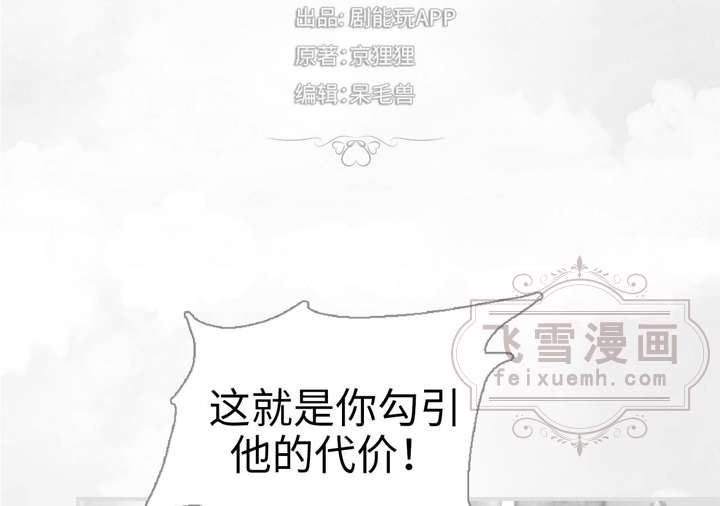 出品：剧能玩APP
原著：京狸狸
编辑：呆毛兽
飞雪漫画
feixuemh.com
这就是你勾引
他的代价！